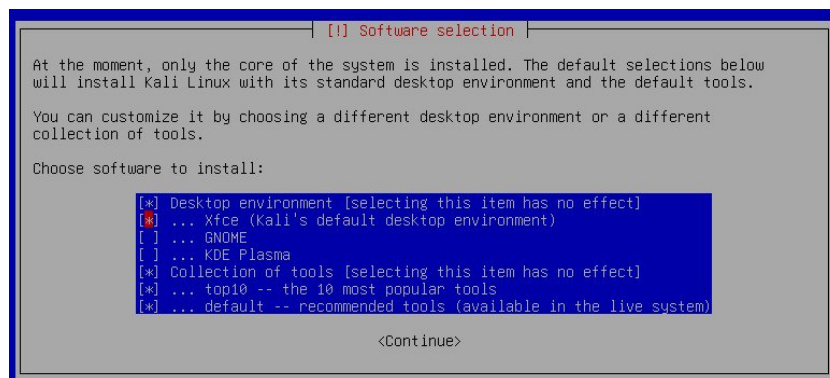 [!] Software selection
At the moment, only the core of the system is installed. The default selections below
will install Kali Linux with its standard desktop environment and the default tools.
You can customize it by choosing a different desktop environment or a different
collection of tools.
Choose software to install:
[*] Desktop environment [selecting this item has no effect]
[*] ... Xfce (Kali's default desktop environment)
[ ] ... GNOME
[ ] ... KDE Plasma
[*] Collection of tools [selecting this item has no effect]
[*] ... top10 -- the 10 most popular tools
[*] ... default -- recommended tools (available in the live system)
<Continue>